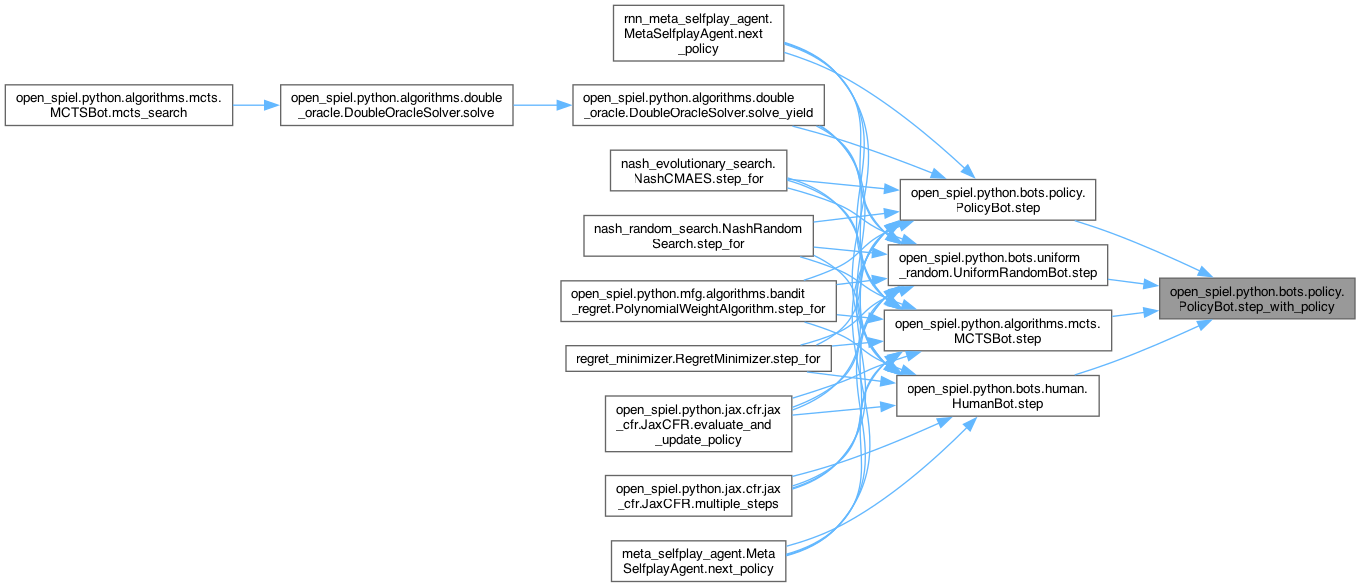 rnn_meta_selfplay_agent.
MetaSelfplayAgent.next
_policy
open_spiel.python.algorithms.mcts.
MCTSBot.mcts_search
open_spiel.python.algorithms.double
_oracle.DoubleOracleSolver.solve
open_spiel.python.algorithms.double
_oracle.DoubleOracleSolver.solve_yield
nash_evolutionary_search.
NashCMAES.step_for
nash_random_search.NashRandom
Search.step_for
open_spiel.python.mfg.algorithms.bandit
_regret.PolynomialWeightAlgorithm.step_for
regret_minimizer.RegretMinimizer.step_for
open_spiel.python.jax.cfr.jax
_cfr.JaxCFR.evaluate_and
_update_policy
open_spiel.python.jax.cfr.jax
_cfr.JaxCFR.multiple_steps
meta_selfplay_agent.Meta
SelfplayAgent.next_policy
open_spiel.python.bots.policy.
PolicyBot.step
open_spiel.python.bots.uniform
_random.UniformRandomBot.step
open_spiel.python.algorithms.mcts.
MCTSBot.step
open_spiel.python.bots.human.
HumanBot.step
open_spiel.python.bots.policy.
PolicyBot.step_with_policy